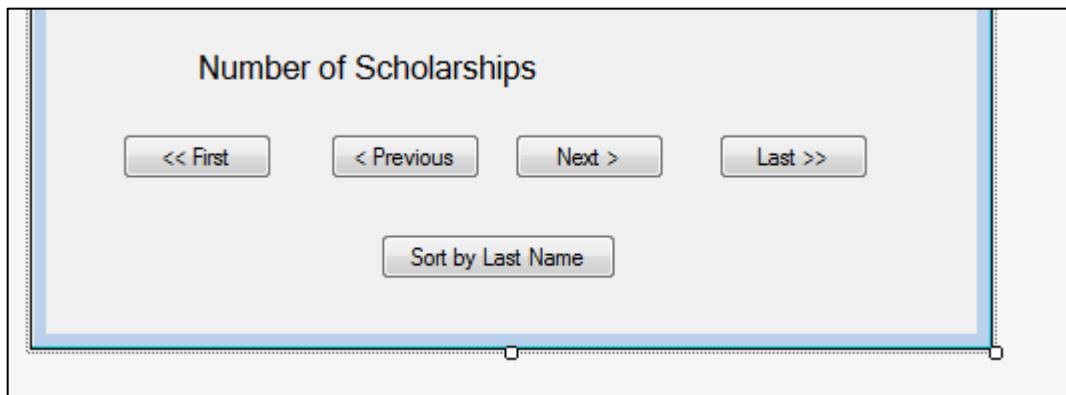 Number of Scholarships
<< First < Previous Next > Last >>
Sort by Last Name